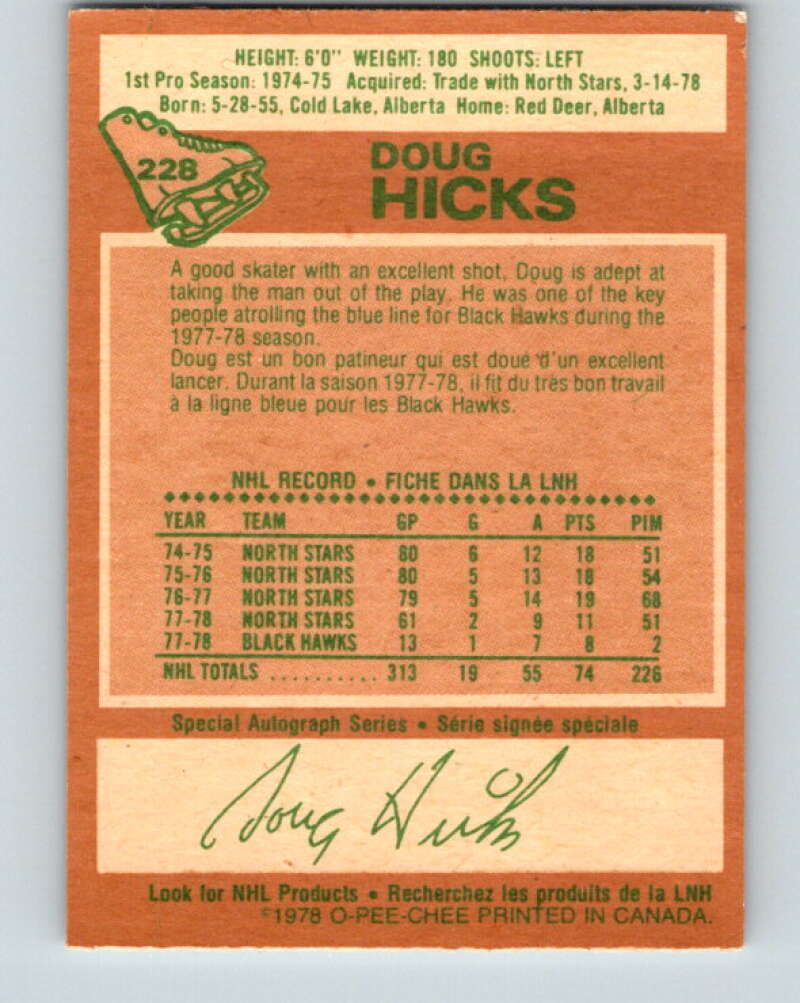 HEIGHT: 6'0" WEIGHT: 180 SHOOTS: LEFT
1st Pro Season: 1974-75 Acquired: Trade with North Stars, 3-14-78
Born: 5-28-55, Cold Lake, Alberta Home: Red Deer, Alberta
228
DOUG
HICKS
A good skater with an excellent shot, Doug is adept at
taking the man out of the play. He was one of the key
people atrolling the blue line for Black Hawks during the
1977-78 season.
Doug est un bon patineur qui est doué d'un excellent
lancer. Durant la saison 1977-78, il fit du très bon travail
à la ligne bleue pour les Black Hawks.
NHL RECORD • FICHE DANS LA LNH
YEAR TEAM GP G A PTS PIM
74-75 NORTH STARS 80 6 12 18 51
75-76 NORTH STARS 80 5 13 18 54
76-77 NORTH STARS 79 5 14 19 68
77-78 NORTH STARS 61 2 9 11 51
77-78 BLACK HAWKS 13 1 7 8 2
NHL TOTALS .......... 313 19 55 74 226
Special Autograph Series • Série signée spéciale
Doug Hicks
Look for NHL Products • Recherchez les produits de la LNH
©1978 O-PEE-CHEE PRINTED IN CANADA.